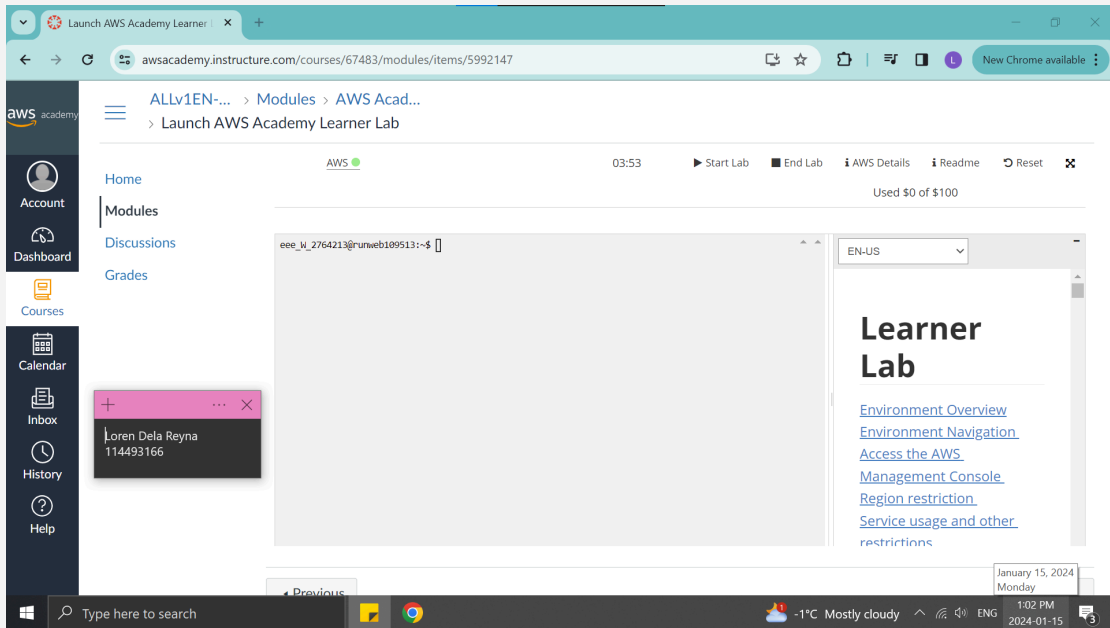 Launch AWS Academy Learner L
awsacademy.instructure.com/courses/67483/modules/items/5992147
L
New Chrome available
aws academy
ALLv1EN-... > Modules > AWS Acad...
> Launch AWS Academy Learner Lab
Account
Dashboard
Courses
Calendar
Inbox
History
Help
Home
Modules
Discussions
Grades
AWS
03:53
Start Lab
End Lab
AWS Details
Readme
Reset
Used $0 of $100
eee_W_2764213@runweb109513:~$
EN-US
Learner
Lab
Environment Overview
Environment Navigation
Access the AWS
Management Console
Region restriction
Service usage and other
restrictions
Loren Dela Reyna
114493166
Previous
January 15, 2024
Monday
Type here to search
1
-1°C Mostly cloudy
ENG
1:02 PM
2024-01-15
3